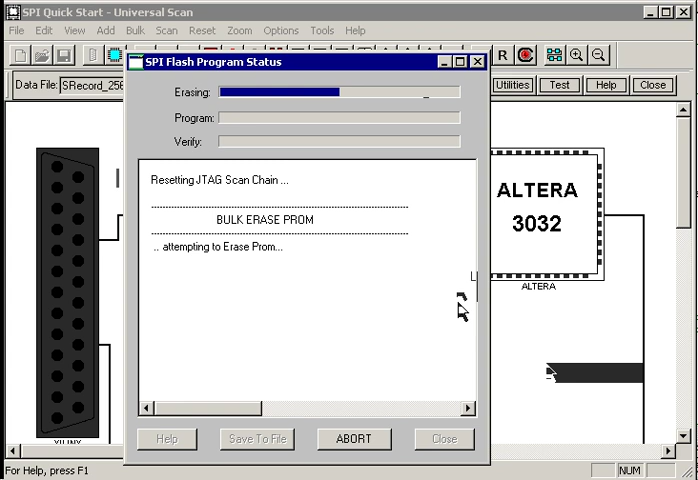 SPI Quick Start - Universal Scan
File Edit View Add Bulk Scan Reset Zoom Options Tools Help
R
Data File: SRecord_256
Utilities Test Help Close
SPI Flash Program Status
Erasing:
Program:
Verify:
Resetting JTAG Scan Chain ...
BULK ERASE PROM
.. attempting to Erase Prom...
Help Save To File ABORT Close
ALTERA
3032
ALTERA
XILINX
For Help, press F1
NUM